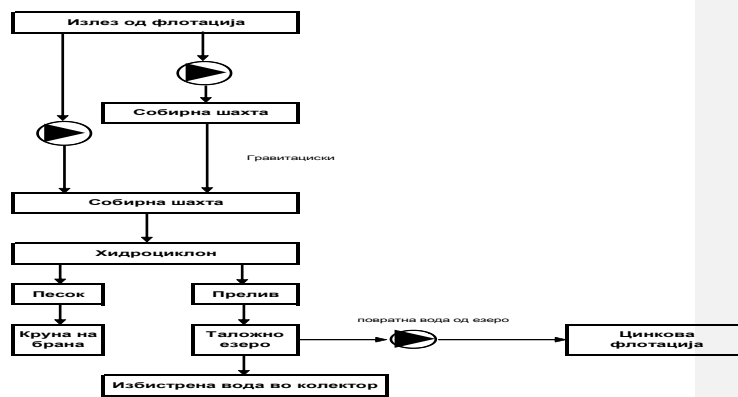 Излез од флотација
Собирна шахта
Гравитациски
Собирна шахта
Хидроциклон
Песок
Прелив
Круна на
брана
Таложно
езеро
повратна вода од езеро
Цинкова
флотација
Избистрена вода во колектор